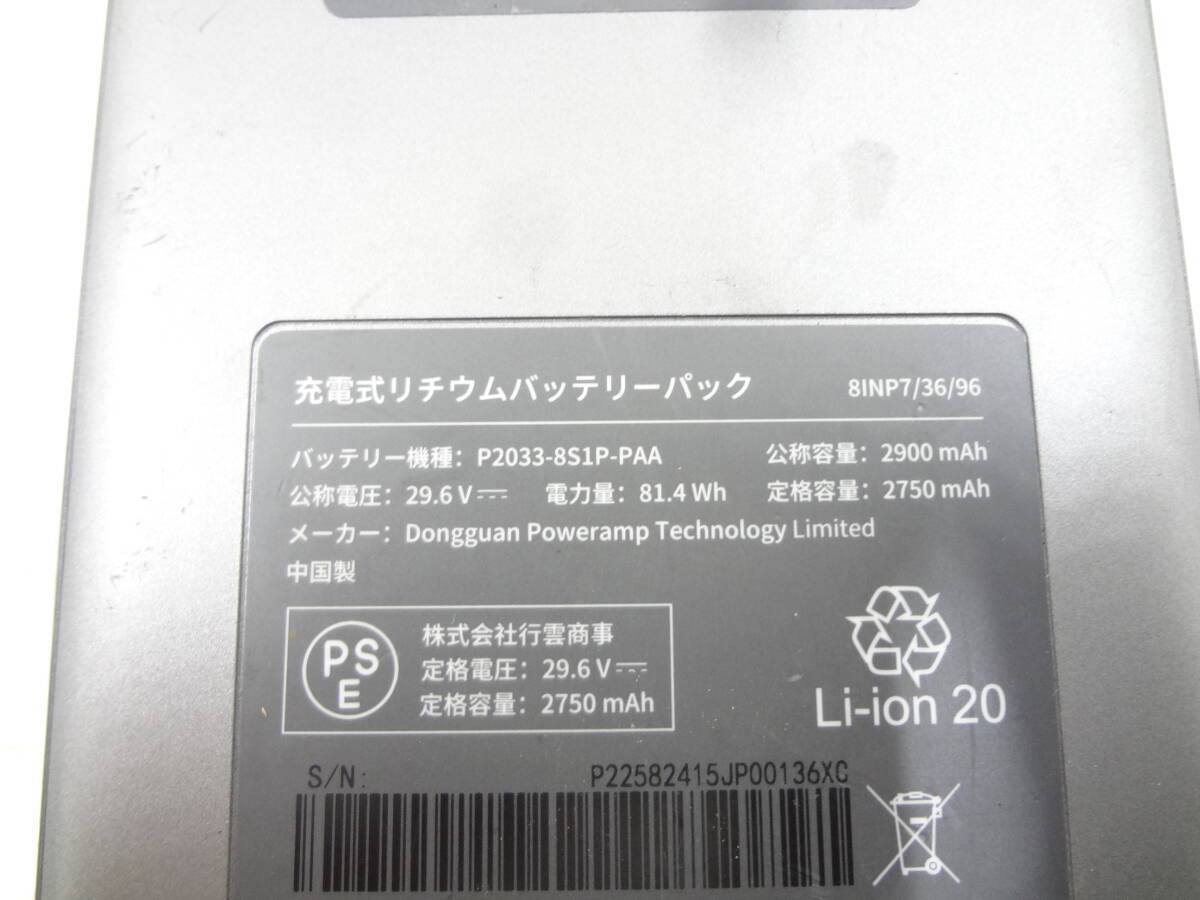 充電式リチウムバッテリーパック 8INP7/36/96
バッテリー機種：P2033-8S1P-PAA 公称容量：2900 mAh
公称電圧：29.6 V⎓ 電力量：81.4 Wh 定格容量：2750 mAh
メーカー：Dongguan Poweramp Technology Limited
中国製
PSE
株式会社行雲商事
定格電圧：29.6 V⎓
定格容量：2750 mAh
Li-ion 20
S/N: P22582415JP00136XC